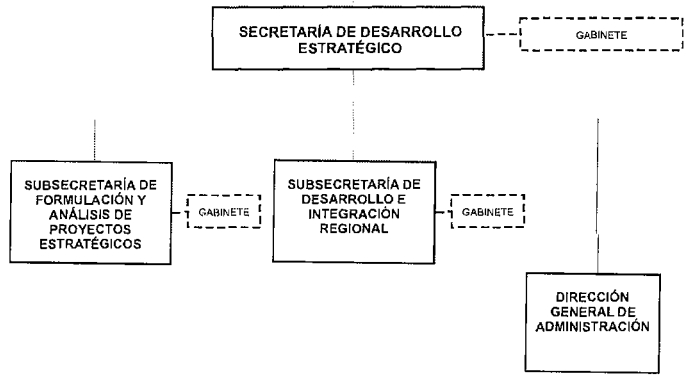 SECRETARÍA DE DESARROLLO
ESTRATÉGICO
GABINETE
SUBSECRETARÍA DE
FORMULACIÓN Y
ANÁLISIS DE
PROYECTOS
ESTRATÉGICOS
GABINETE
SUBSECRETARÍA DE
DESARROLLO E
INTEGRACIÓN
REGIONAL
GABINETE
DIRECCIÓN
GENERAL DE
ADMINISTRACIÓN